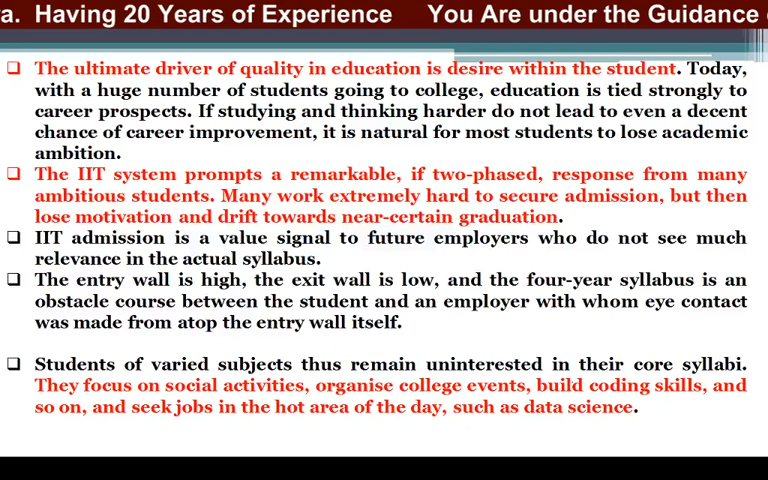 ra. Having 20 Years of Experience You Are under the Guidance
❑ The ultimate driver of quality in education is desire within the student. Today,
with a huge number of students going to college, education is tied strongly to
career prospects. If studying and thinking harder do not lead to even a decent
chance of career improvement, it is natural for most students to lose academic
ambition.
❑ The IIT system prompts a remarkable, if two-phased, response from many
ambitious students. Many work extremely hard to secure admission, but then
lose motivation and drift towards near-certain graduation.
❑ IIT admission is a value signal to future employers who do not see much
relevance in the actual syllabus.
❑ The entry wall is high, the exit wall is low, and the four-year syllabus is an
obstacle course between the student and an employer with whom eye contact
was made from atop the entry wall itself.
❑ Students of varied subjects thus remain uninterested in their core syllabi.
They focus on social activities, organise college events, build coding skills, and
so on, and seek jobs in the hot area of the day, such as data science.